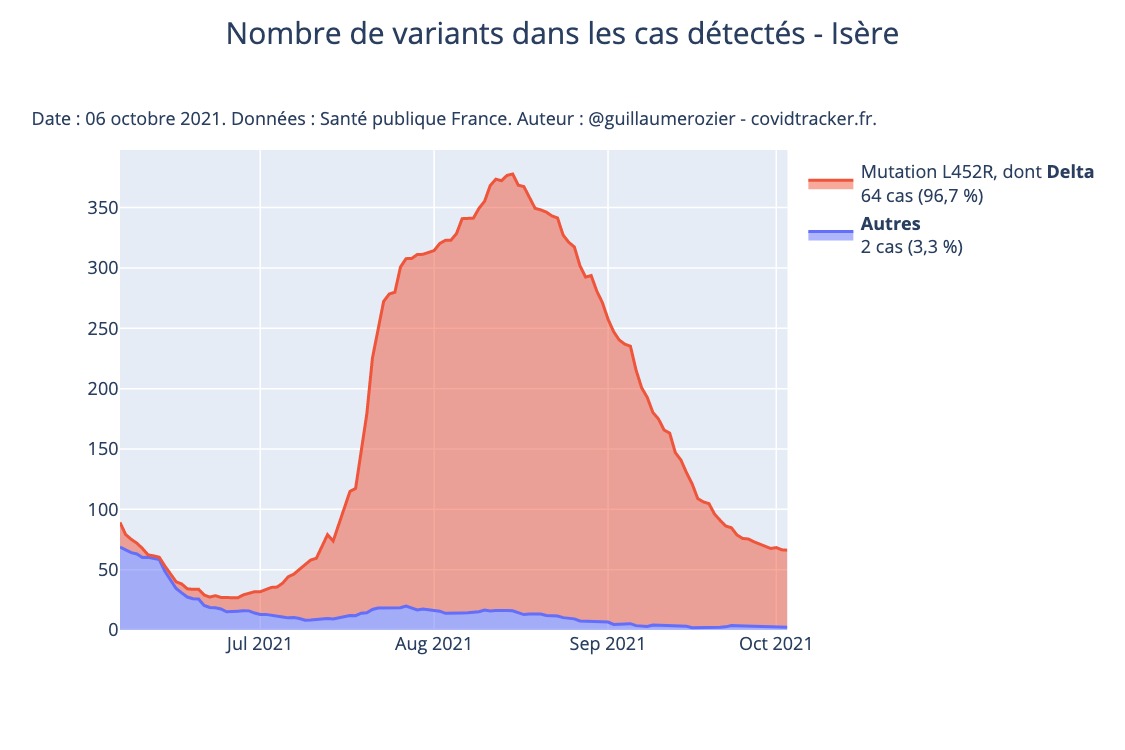 Nombre de variants dans les cas détectés - Isère
Date : 06 octobre 2021. Données : Santé publique France. Auteur : @guillaumerozier - covidtracker.fr.
Mutation L452R, dont Delta
64 cas (96,7 %)
Autres
2 cas (3,3 %)
350
300
250
200
150
100
50
0
Jul 2021
Aug 2021
Sep 2021
Oct 2021